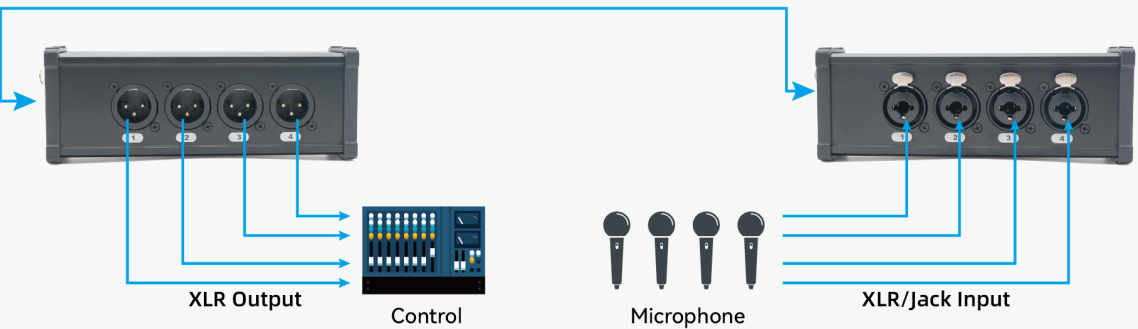 1 2 3 4
1 2 3 4
XLR Output
Control
Microphone
XLR/Jack Input